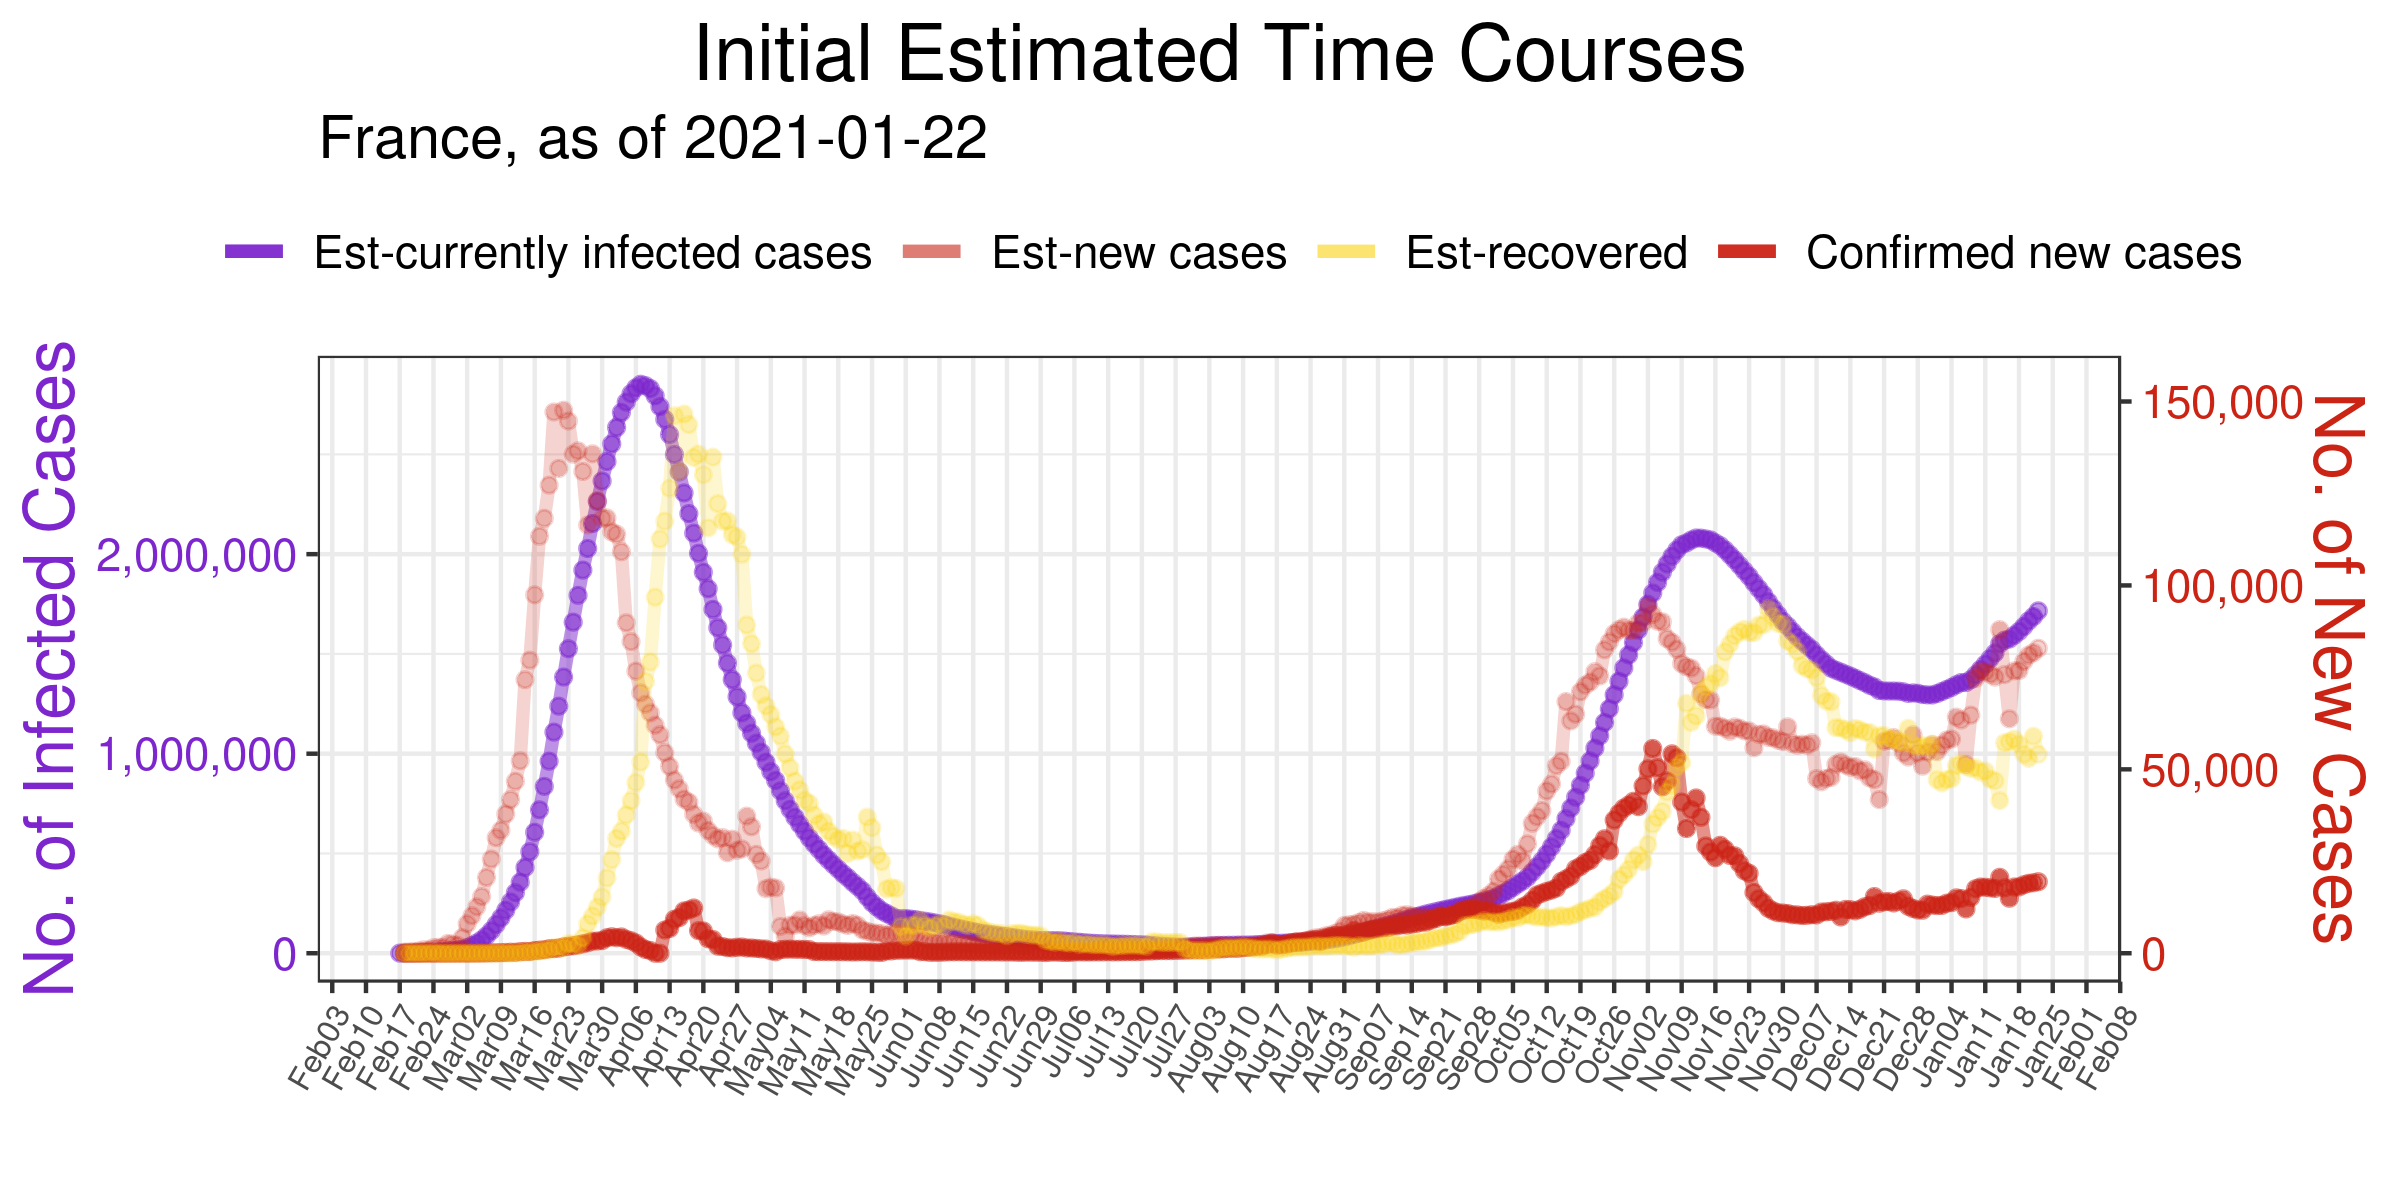 Initial Estimated Time Courses
France, as of 2021-01-22
Est-currently infected cases
Est-new cases
Est-recovered
Confirmed new cases
No. of Infected Cases
2,000,000
1,000,000
0
150,000
100,000
50,000
0
No. of New Cases
Feb03
Feb10
Feb17
Feb24
Mar02
Mar09
Mar16
Mar23
Mar30
Apr06
Apr13
Apr20
Apr27
May04
May11
May18
May25
Jun01
Jun08
Jun15
Jun22
Jun29
Jul06
Jul13
Jul20
Jul27
Aug03
Aug10
Aug17
Aug24
Aug31
Sep07
Sep14
Sep21
Sep28
Oct05
Oct12
Oct19
Oct26
Nov02
Nov09
Nov16
Nov23
Nov30
Dec07
Dec14
Dec21
Dec28
Jan04
Jan11
Jan18
Jan25
Feb01
Feb08